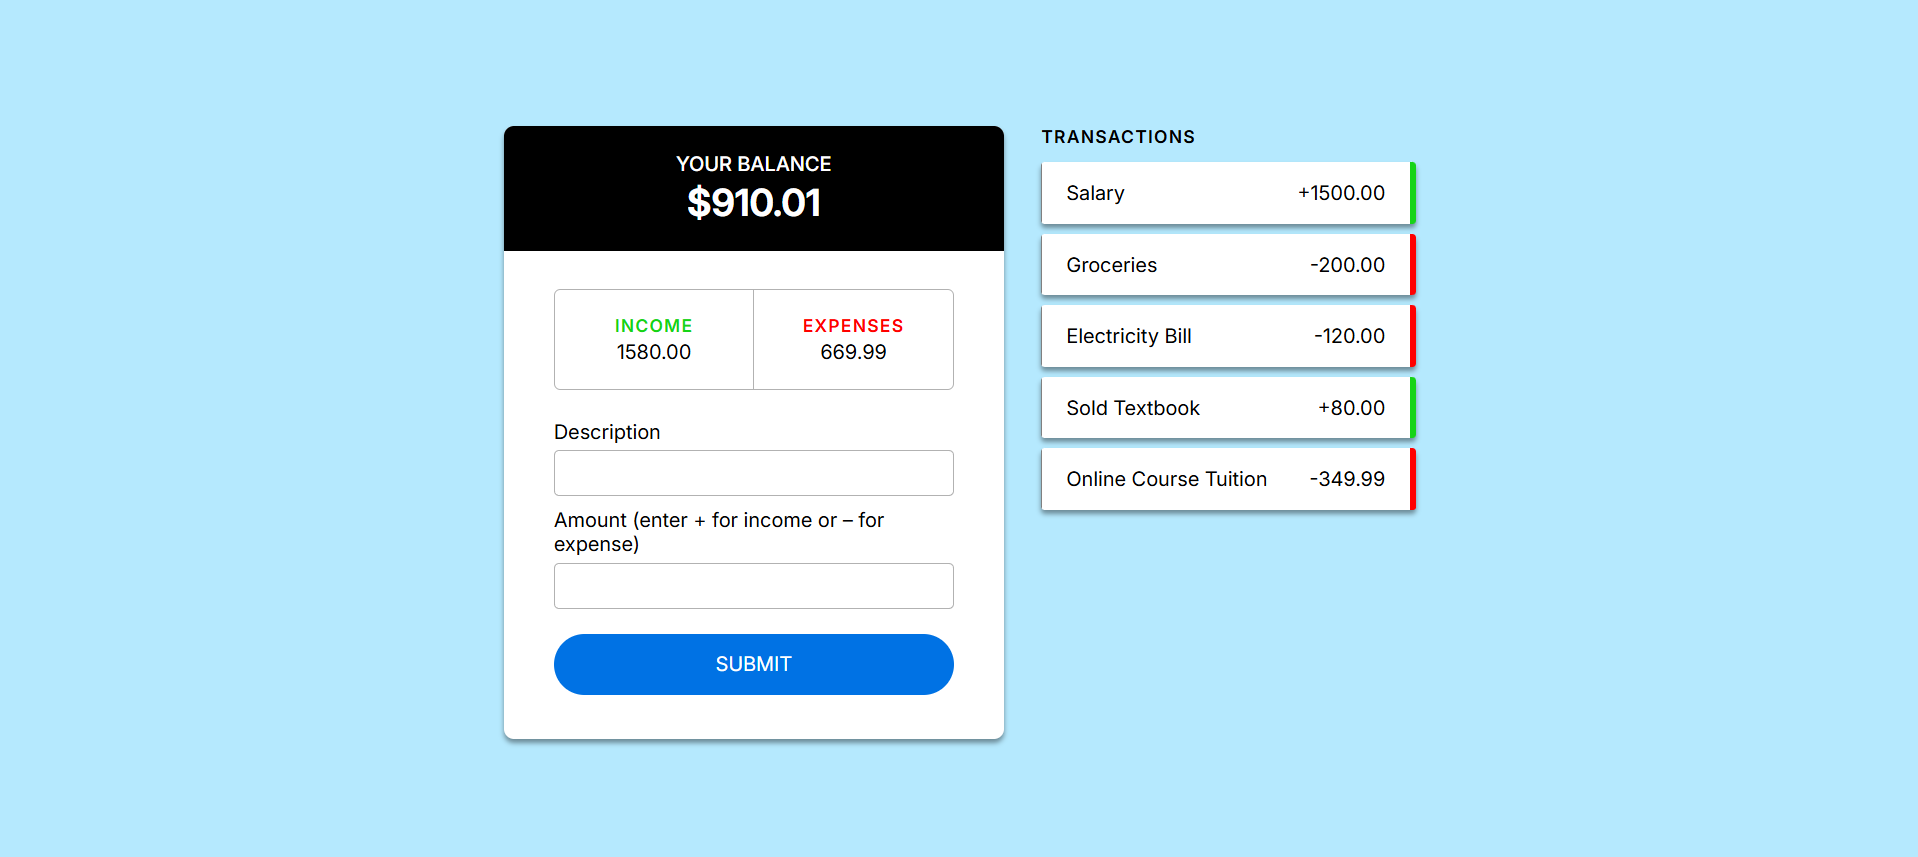 YOUR BALANCE
$910.01
INCOME
1580.00
EXPENSES
669.99
Description
Amount (enter + for income or – for
expense)
SUBMIT
TRANSACTIONS
Salary +1500.00
Groceries -200.00
Electricity Bill -120.00
Sold Textbook +80.00
Online Course Tuition -349.99